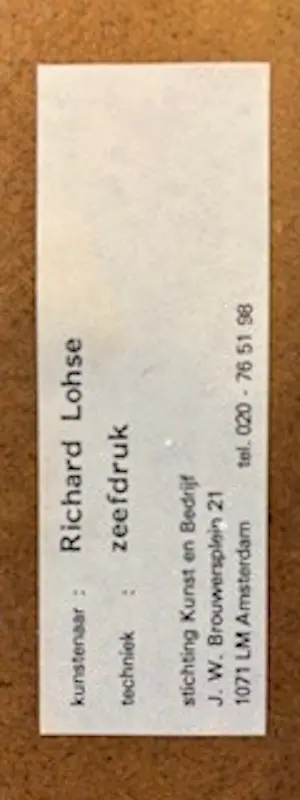 kunstenaar : Richard Lohse
techniek : zeefdruk
stichting Kunst en Bedrijf
J. W. Brouwersplein 21
1071 LM Amsterdam tel. 020 - 76 51 98